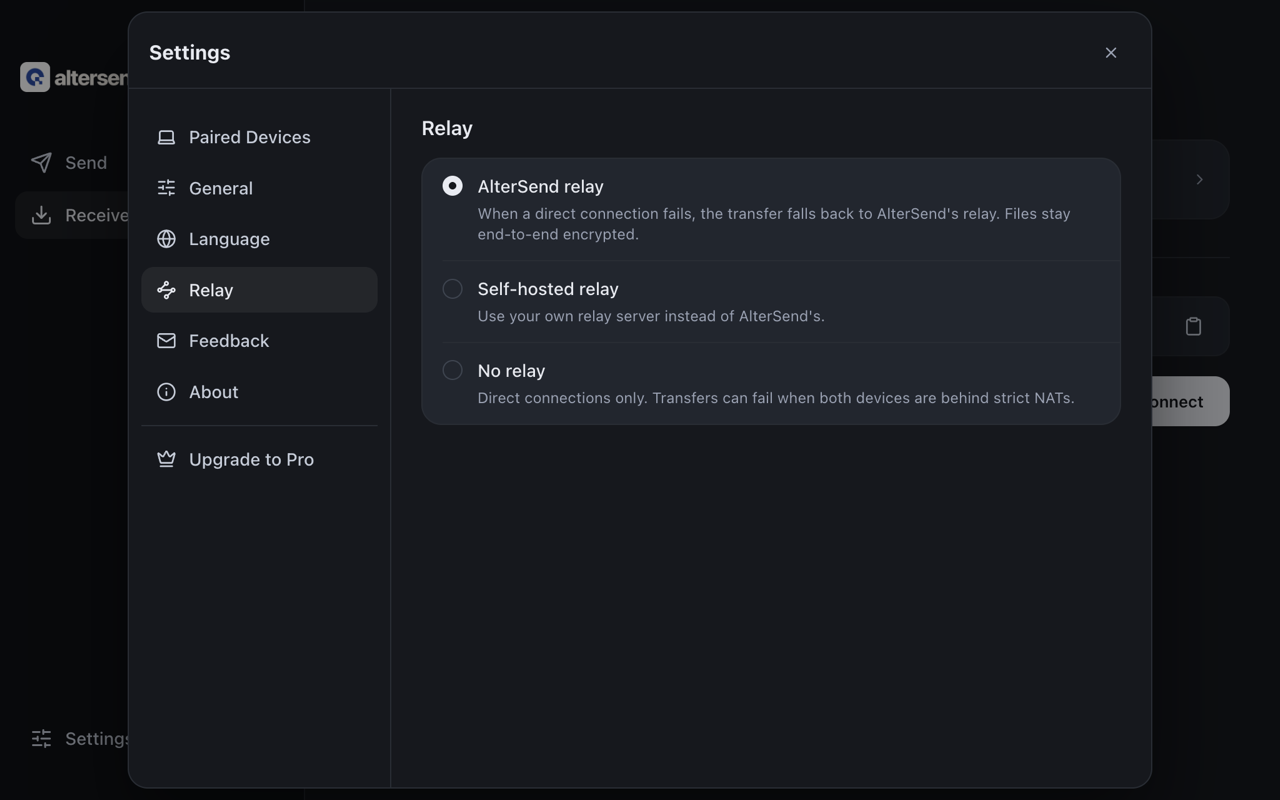 Settings
altersen
Send
Receive
Settings
Paired Devices
General
Language
Relay
Feedback
About
Upgrade to Pro
Relay
AlterSend relay
When a direct connection fails, the transfer falls back to AlterSend's relay. Files stay
end-to-end encrypted.
Self-hosted relay
Use your own relay server instead of AlterSend's.
No relay
Direct connections only. Transfers can fail when both devices are behind strict NATs.
onnect